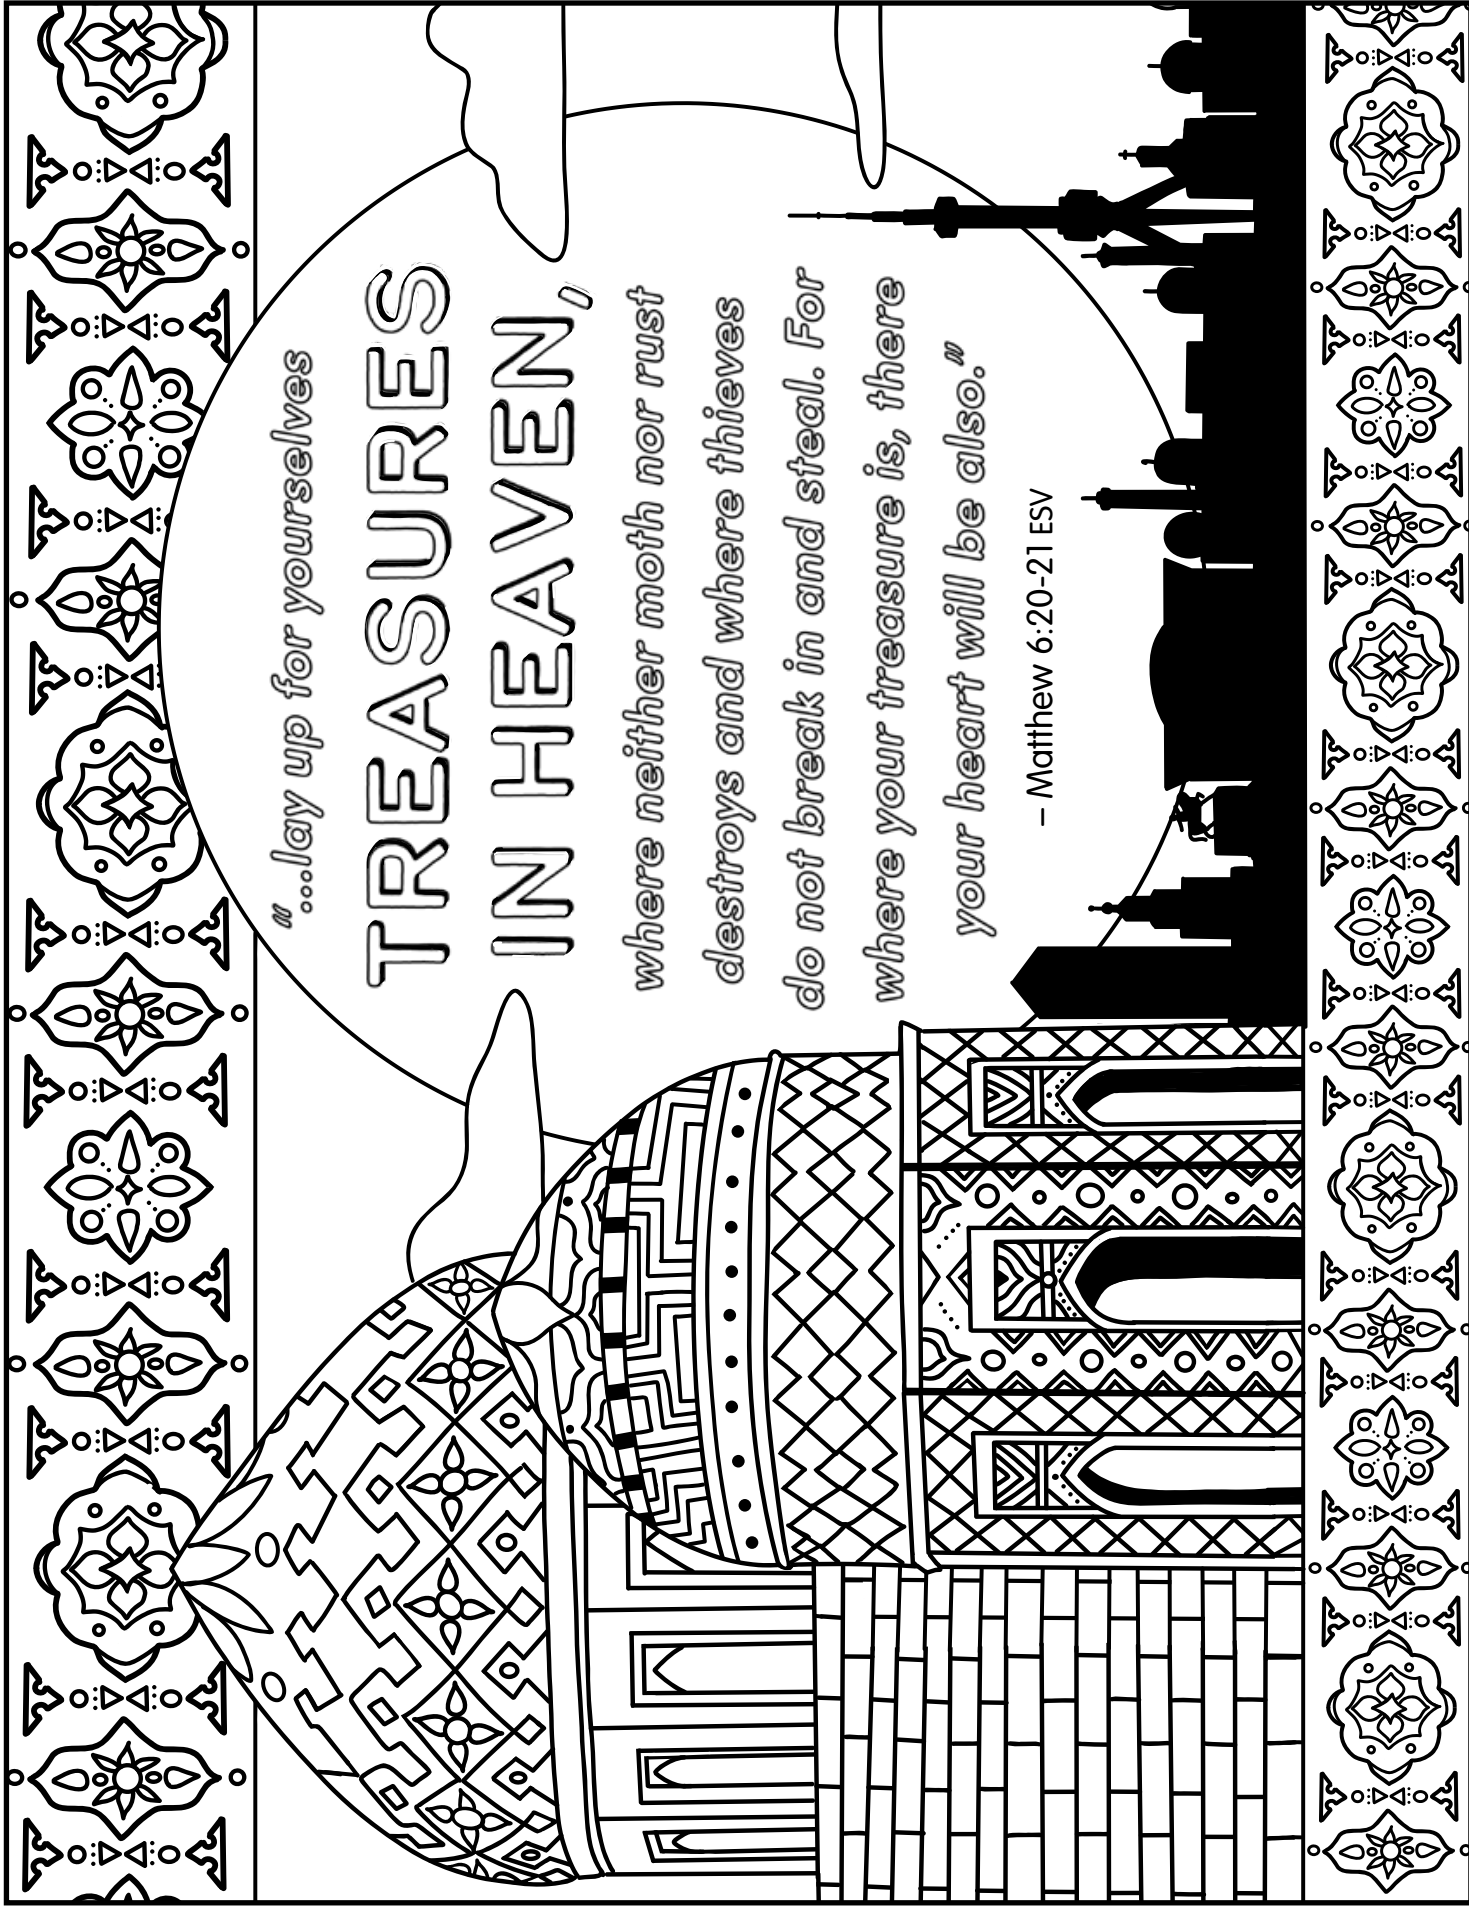 "...lay up for yourselves
TREASURES
IN HEAVEN,
where neither moth nor rust
destroys and where thieves
do not break in and steal. For
where your treasure is, there
your heart will be also."
– Matthew 6:20-21 ESV